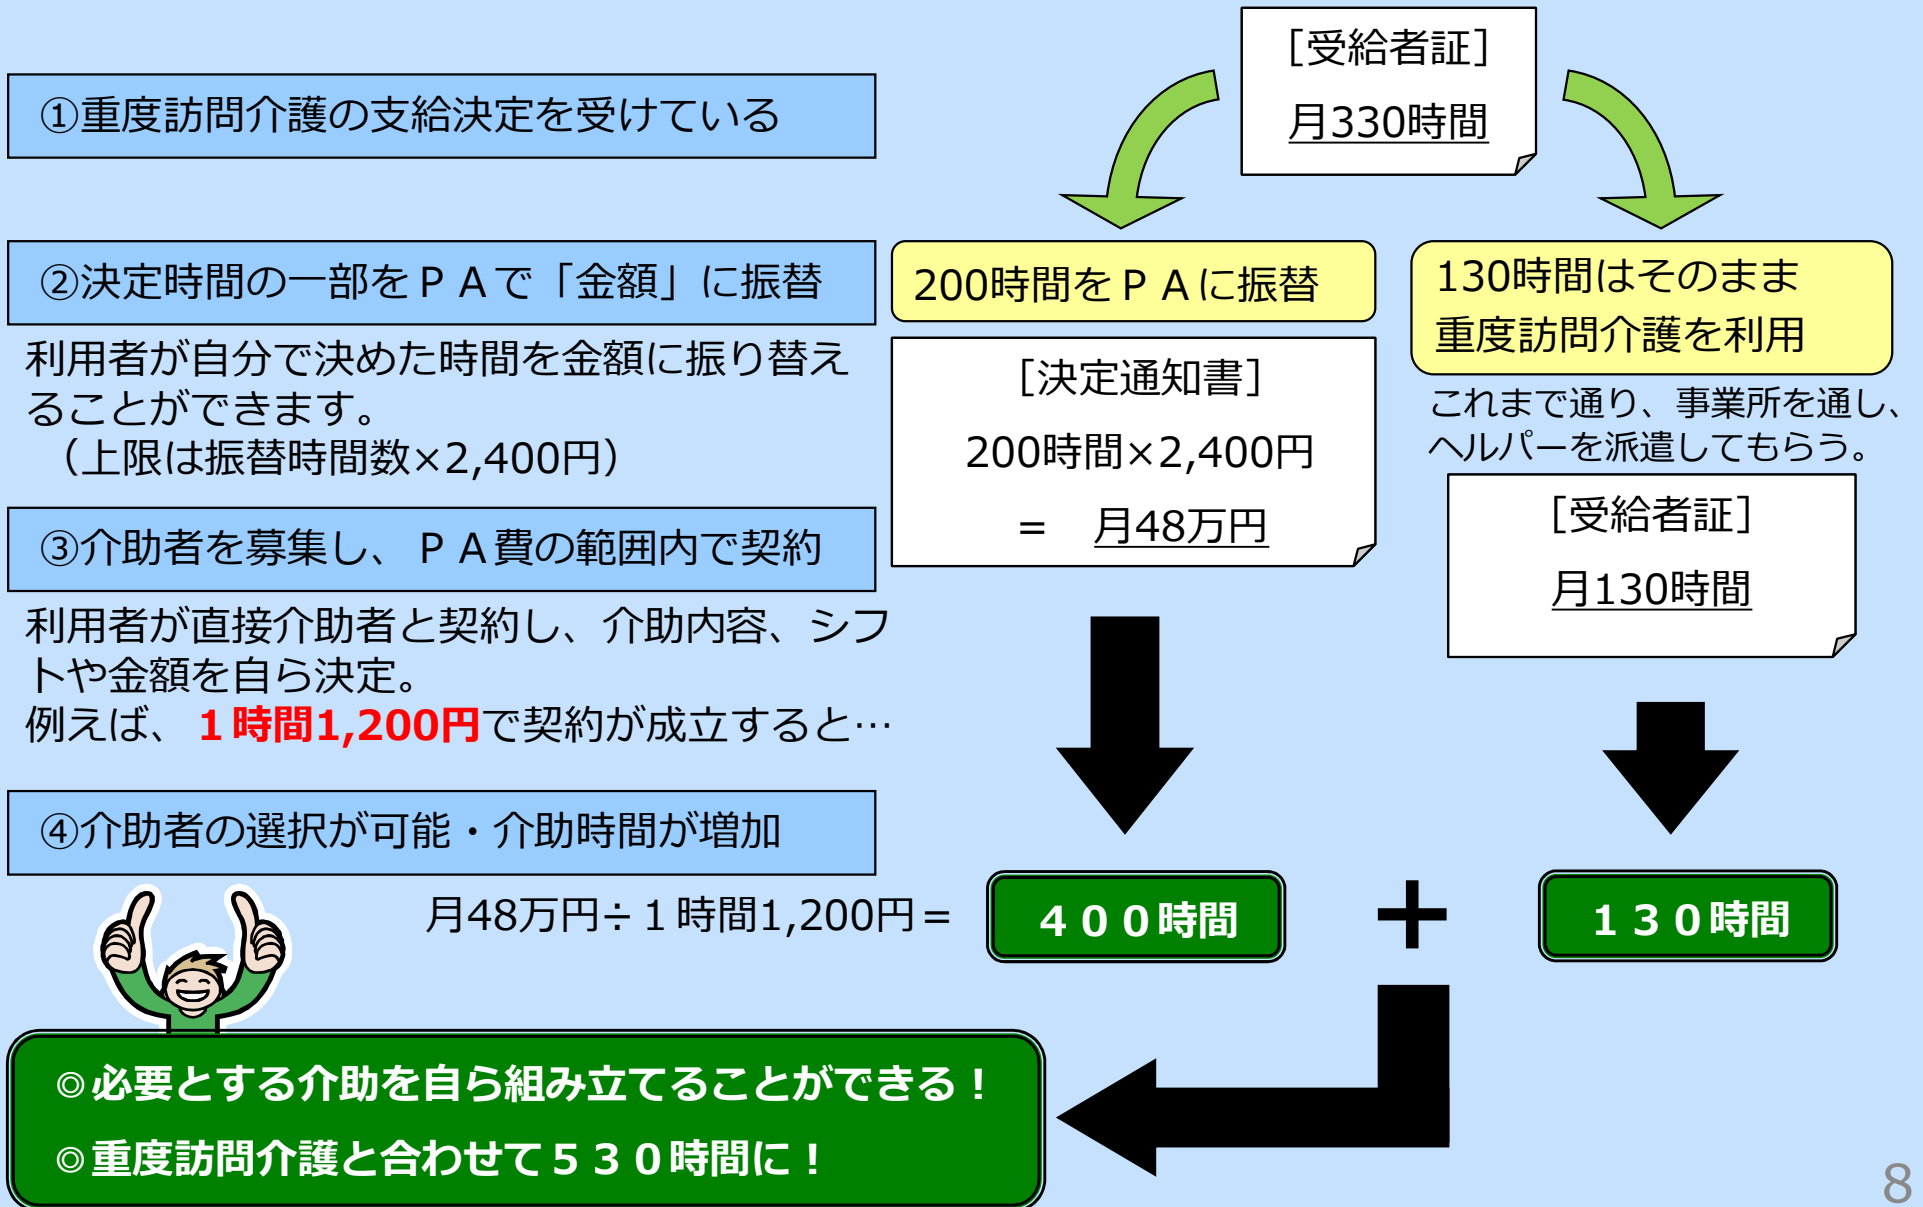 ［受給者証］
月330時間
①重度訪問介護の支給決定を受けている
②決定時間の一部をＰＡで「金額」に振替
利用者が自分で決めた時間を金額に振り替え
ることができます。
（上限は振替時間数×2,400円）
200時間をＰＡに振替
［決定通知書］
200時間×2,400円
=　月48万円
130時間はそのまま
重度訪問介護を利用
これまで通り、事業所を通し、
ヘルパーを派遣してもらう。
［受給者証］
月130時間
③介助者を募集し、ＰＡ費の範囲内で契約
利用者が直接介助者と契約し、介助内容、シフ
トや金額を自ら決定。
例えば、１時間1,200円で契約が成立すると…
④介助者の選択が可能・介助時間が増加
月48万円÷１時間1,200円＝
４００時間
＋
１３０時間
◎必要とする介助を自ら組み立てることができる！
◎重度訪問介護と合わせて５３０時間に！
8